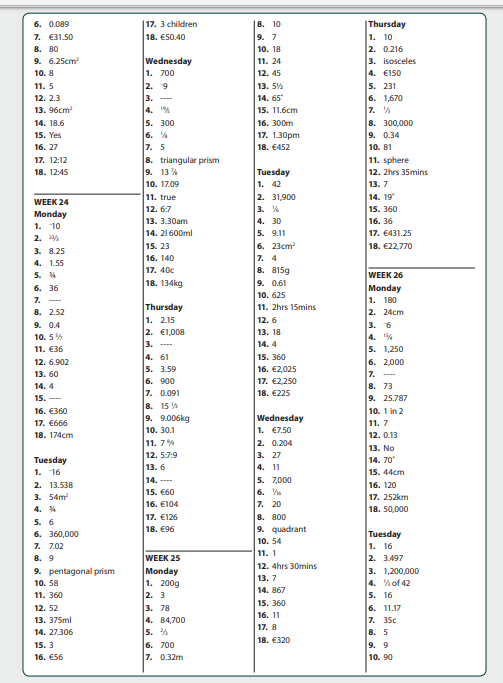 6. 0.089
7. €31.50
8. 80
9. 6.25cm²
10. 8
11. 5
12. 2.3
13. 96cm²
14. 18.6
15. Yes
16. 27
17. 12:12
18. 12:45
WEEK 24
Monday
1. ⁻10
2.
3. 8.25
4. 1.55
5. ¾
6. 36
7. ----
8. 2.52
9. 0.4
10. 5
11. €36
12. 6.902
13. 60
14. 4
15. ----
16. €360
17. €666
18. 174cm
Tuesday
1. ⁻16
2. 13.538
3. 54m²
4. ¾
5. 6
6. 360,000
7. 7.02
8. 9
9. pentagonal prism
10. 58
11. 360
12. 52
13. 375ml
14. 27.306
15. 3
16. €56
17. 3 children
18. €50.40
Wednesday
1. 700
2. ⁻9
3. ----
4.
5. 300
6. ⅛
7. 5
8. triangular prism
9. 13 ⅞
10. 17.09
11. true
12. 6:7
13. 3.30am
14. 2l 600ml
15. 23
16. 140
17. 40c
18. 134kg
Thursday
1. 2.15
2. €1,008
3. ----
4. 61
5. 3.59
6. 900
7. 0.091
8. 15 ⅓
9. 9.006kg
10. 30.1
11. 7
12. 5:7:9
13. 6
14. ----
15. €60
16. €104
17. €126
18. €96
WEEK 25
Monday
1. 200g
2. 3
3. 78
4. 84,700
5. ⅔
6. 700
7. 0.32m
8. 10
9. 7
10. 18
11. 24
12. 45
13. 5½
14. 65˚
15. 11.6cm
16. 300m
17. 1.30pm
18. €452
Tuesday
1. 42
2. 31,900
3.
4. 30
5. 9.11
6. 23cm²
7. 4
8. 815g
9. 0.61
10. 625
11. 2hrs 15mins
12. 6
13. 18
14. 4
15. 360
16. €2,025
17. €2,250
18. €225
Wednesday
1. €7.50
2. 0.204
3. 27
4. 11
5. 7,000
6.
7. 20
8. 800
9. quadrant
10. 54
11. 1
12. 4hrs 30mins
13. 7
14. 867
15. 360
16. 11
17. 8
18. €320
Thursday
1. 10
2. 0.216
3. isosceles
4. €150
5. 231
6. 1,670
7. ⅓
8. 300,000
9. 0.34
10. 81
11. sphere
12. 2hrs 35mins
13. 7
14. 19˚
15. 360
16. 36
17. €431.25
18. €22,770
WEEK 26
Monday
1. 180
2. 24cm
3. ⁻6
4.
5. 1,250
6. 2,000
7. ----
8. 73
9. 25.787
10. 1 in 2
11. 7
12. 0.13
13. No
14. 70˚
15. 44cm
16. 120
17. 252km
18. 50,000
Tuesday
1. 16
2. 3.497
3. 1,200,000
4. ⅓ of 42
5. 16
6. 11.17
7. 35c
8. 5
9. 9
10. 90